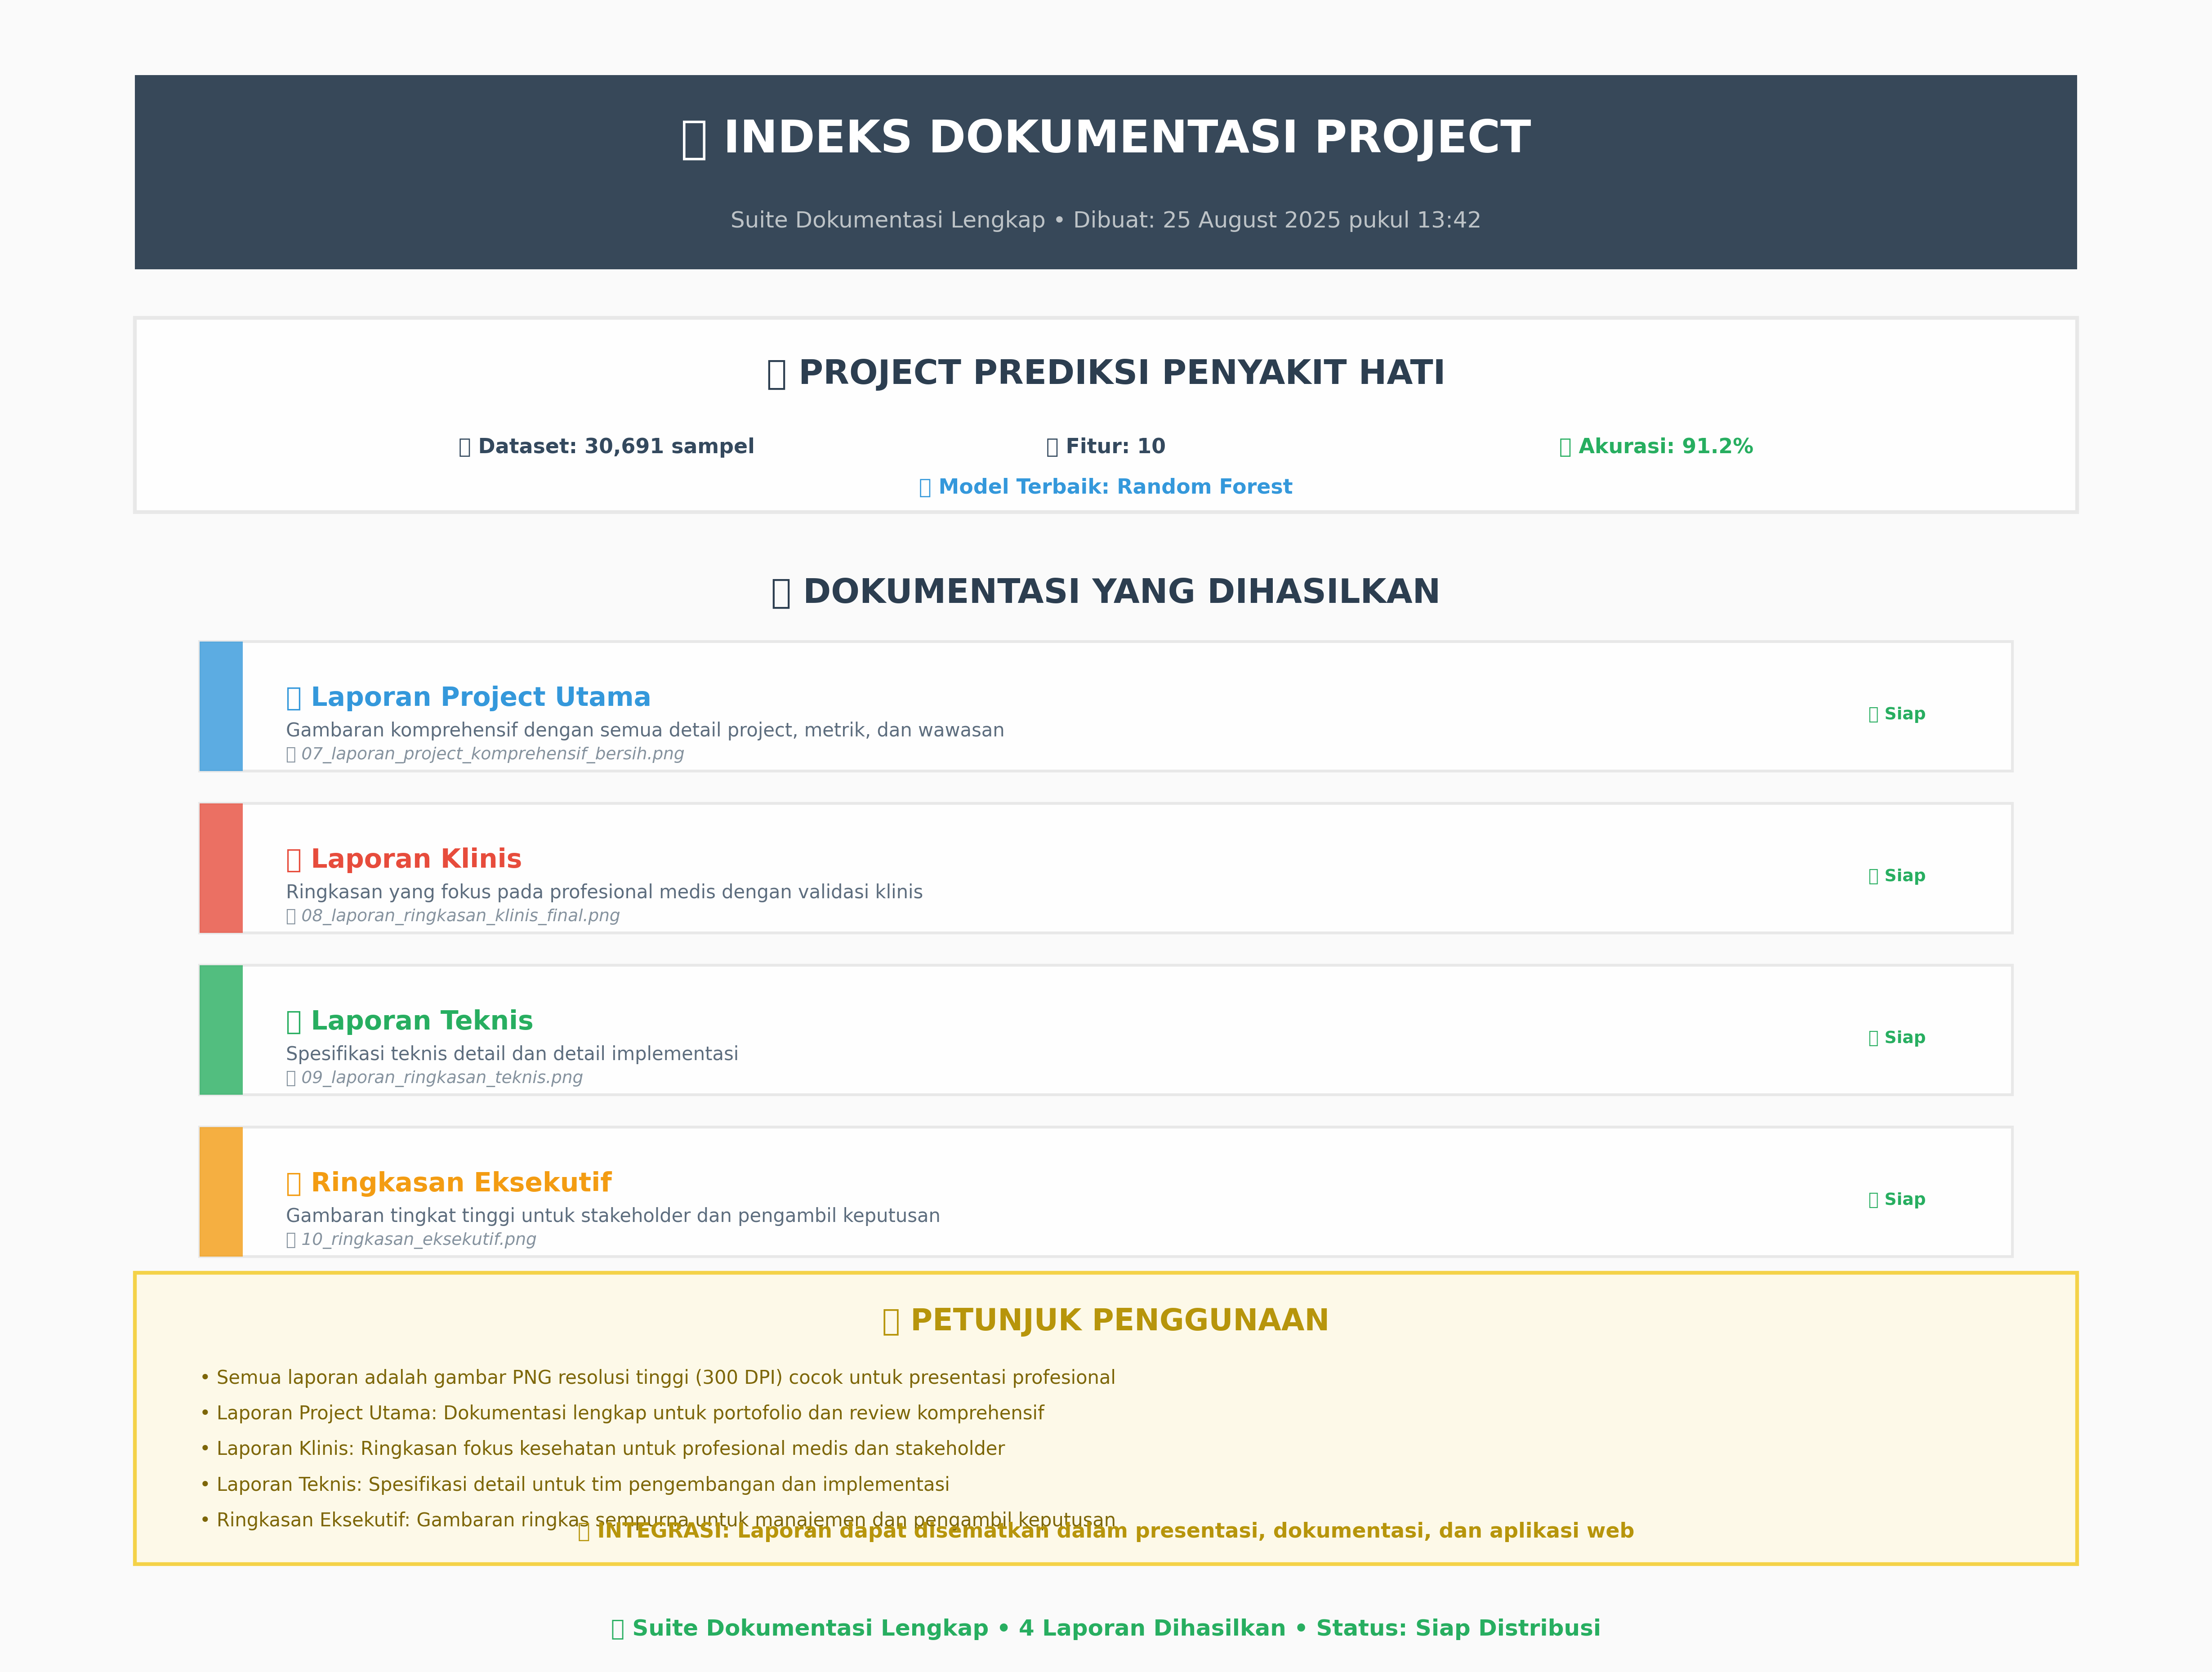 INDEKS DOKUMENTASI PROJECT
Suite Dokumentasi Lengkap • Dibuat: 25 August 2025 pukul 13:42
PROJECT PREDIKSI PENYAKIT HATI
Dataset: 30,691 sampel
Fitur: 10
Akurasi: 91.2%
Model Terbaik: Random Forest
DOKUMENTASI YANG DIHASILKAN
Laporan Project Utama
Gambaran komprehensif dengan semua detail project, metrik, dan wawasan
07_laporan_project_komprehensif_bersih.png
Siap
Laporan Klinis
Ringkasan yang fokus pada profesional medis dengan validasi klinis
08_laporan_ringkasan_klinis_final.png
Siap
Laporan Teknis
Spesifikasi teknis detail dan detail implementasi
09_laporan_ringkasan_teknis.png
Siap
Ringkasan Eksekutif
Gambaran tingkat tinggi untuk stakeholder dan pengambil keputusan
10_ringkasan_eksekutif.png
Siap
PETUNJUK PENGGUNAAN
• Semua laporan adalah gambar PNG resolusi tinggi (300 DPI) cocok untuk presentasi profesional
• Laporan Project Utama: Dokumentasi lengkap untuk portofolio dan review komprehensif
• Laporan Klinis: Ringkasan fokus kesehatan untuk profesional medis dan stakeholder
• Laporan Teknis: Spesifikasi detail untuk tim pengembangan dan implementasi
• Ringkasan Eksekutif: Gambaran ringkas sempurna untuk manajemen dan pengambil keputusan
INTEGRASI: Laporan dapat disematkan dalam presentasi, dokumentasi, dan aplikasi web
Suite Dokumentasi Lengkap • 4 Laporan Dihasilkan • Status: Siap Distribusi